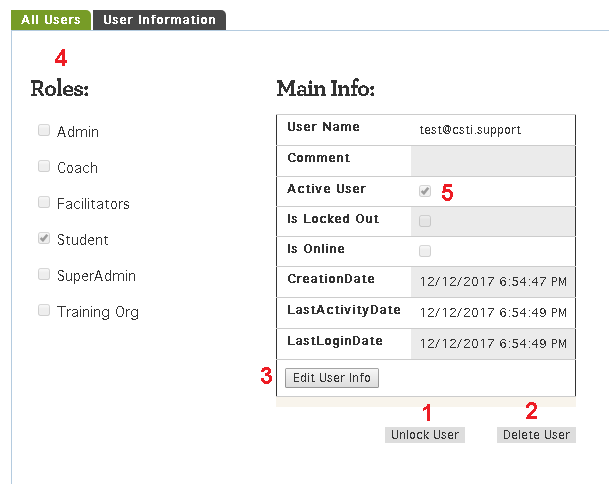 All Users User Information
4
Roles:
Admin
Coach
Facilitators
Student
SuperAdmin
Training Org
Main Info:
User Name test@csti.support
Comment
Active User 5
Is Locked Out
Is Online
CreationDate 12/12/2017 6:54:47 PM
LastActivityDate 12/12/2017 6:54:49 PM
LastLoginDate 12/12/2017 6:54:49 PM
3 Edit User Info
1 2
Unlock User Delete User